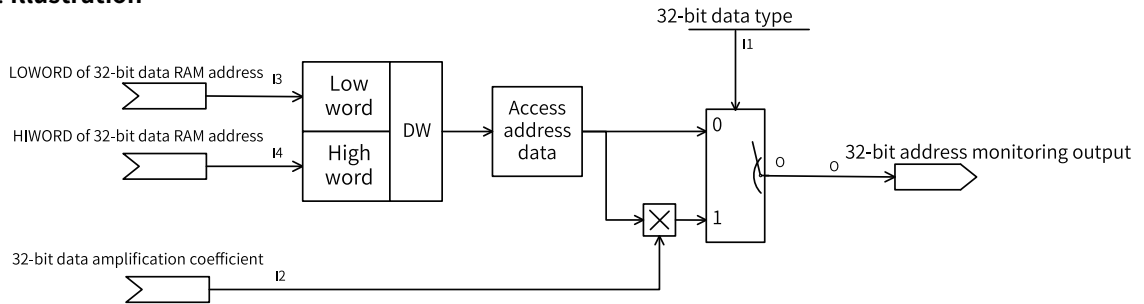 32-bit data type
I1
LOWORD of 32-bit data RAM address
I3
Low
word
DW
Access
address
data
0
HIWORD of 32-bit data RAM address
I4
High
word
O
O
32-bit address monitoring output
1
32-bit data amplification coefficient
I2